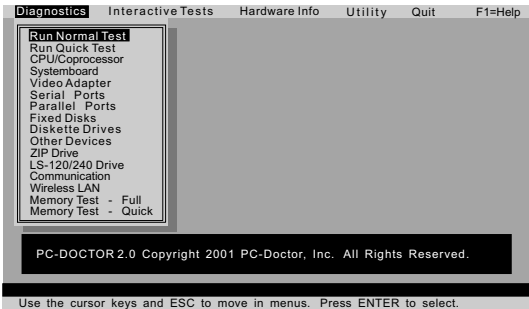 Diagnostics Interactive Tests Hardware Info Utility Quit F1=Help
Run Normal Test
Run Quick Test
CPU/Coprocessor
Systemboard
Video Adapter
Serial Ports
Parallel Ports
Fixed Disks
Diskette Drives
Other Devices
ZIP Drive
LS-120/240 Drive
Communication
Wireless LAN
Memory Test - Full
Memory Test - Quick
PC-DOCTOR 2.0 Copyright 2001 PC-Doctor, Inc. All Rights Reserved.
Use the cursor keys and ESC to move in menus. Press ENTER to select.